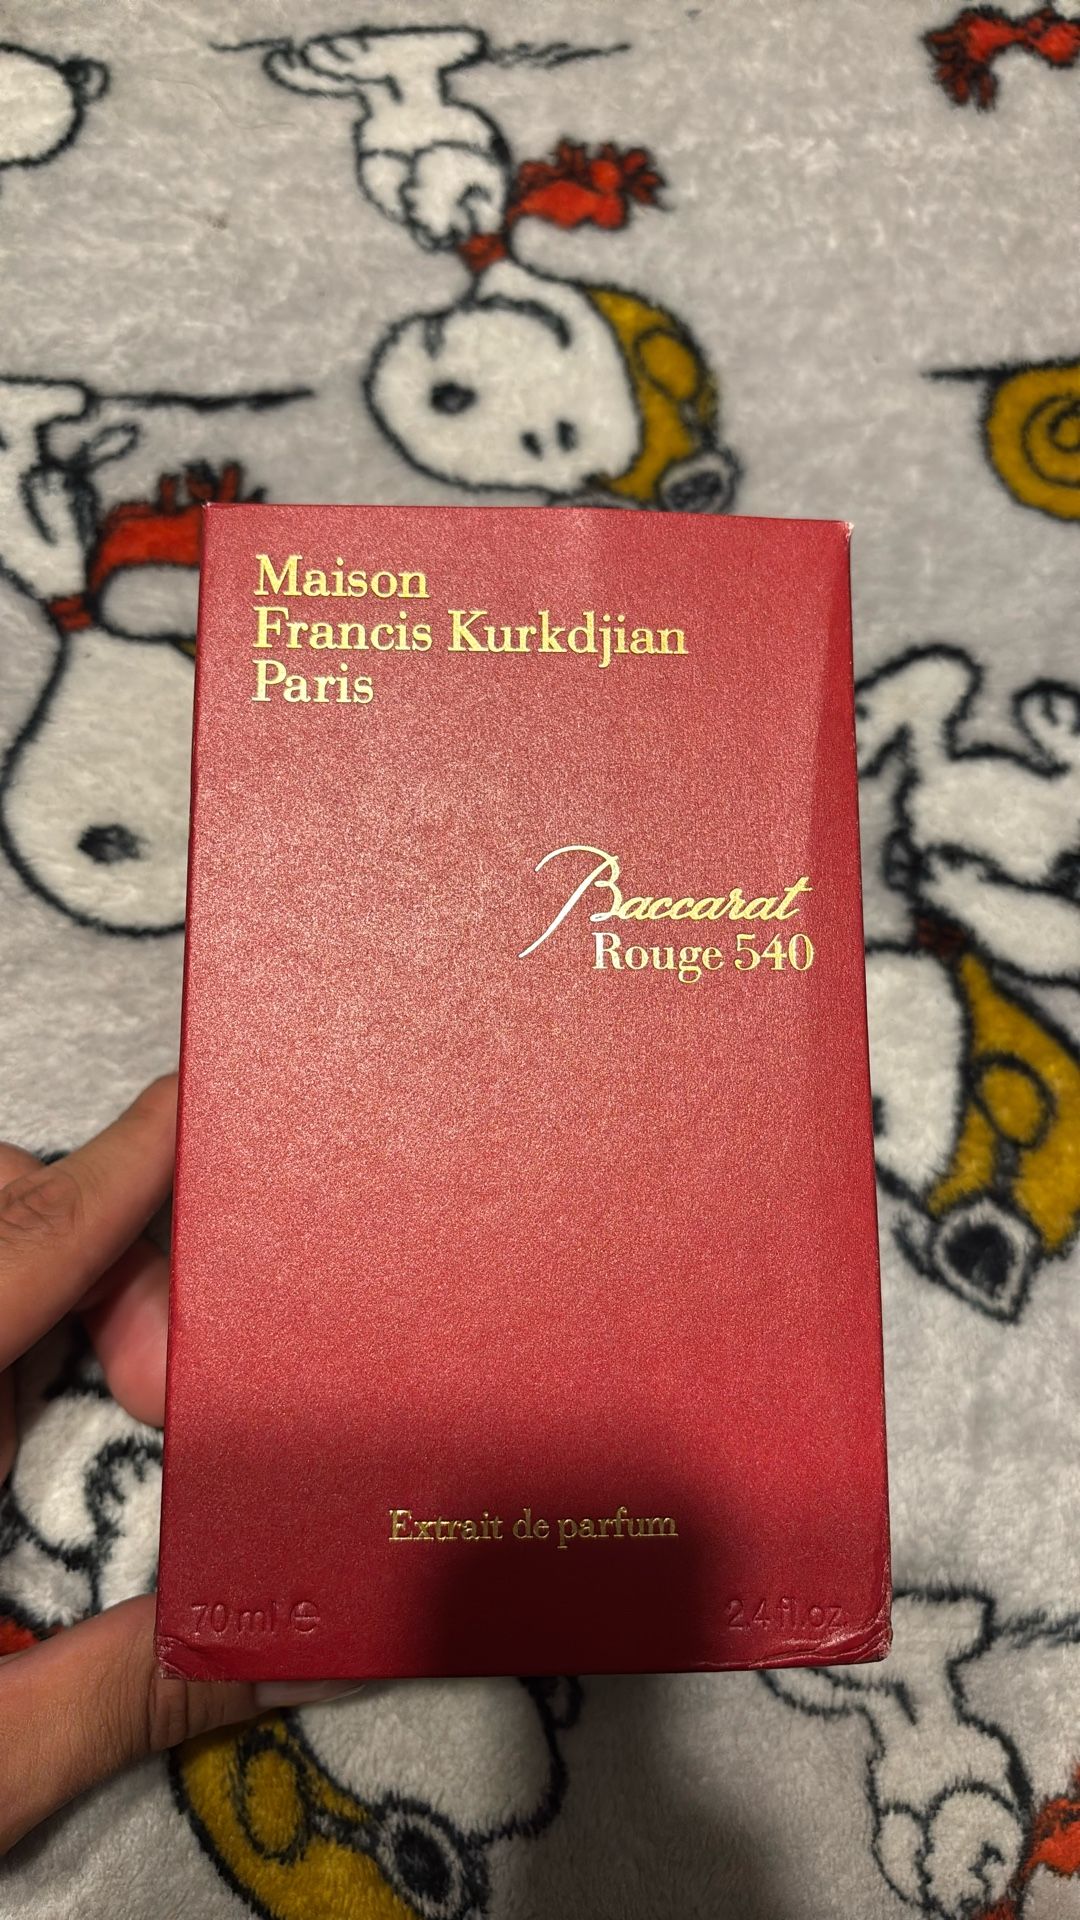 Maison
Francis Kurkdjian
Paris
Baccarat
Rouge 540
Extrait de parfum
70 ml ℮ 2.4 fl.oz.